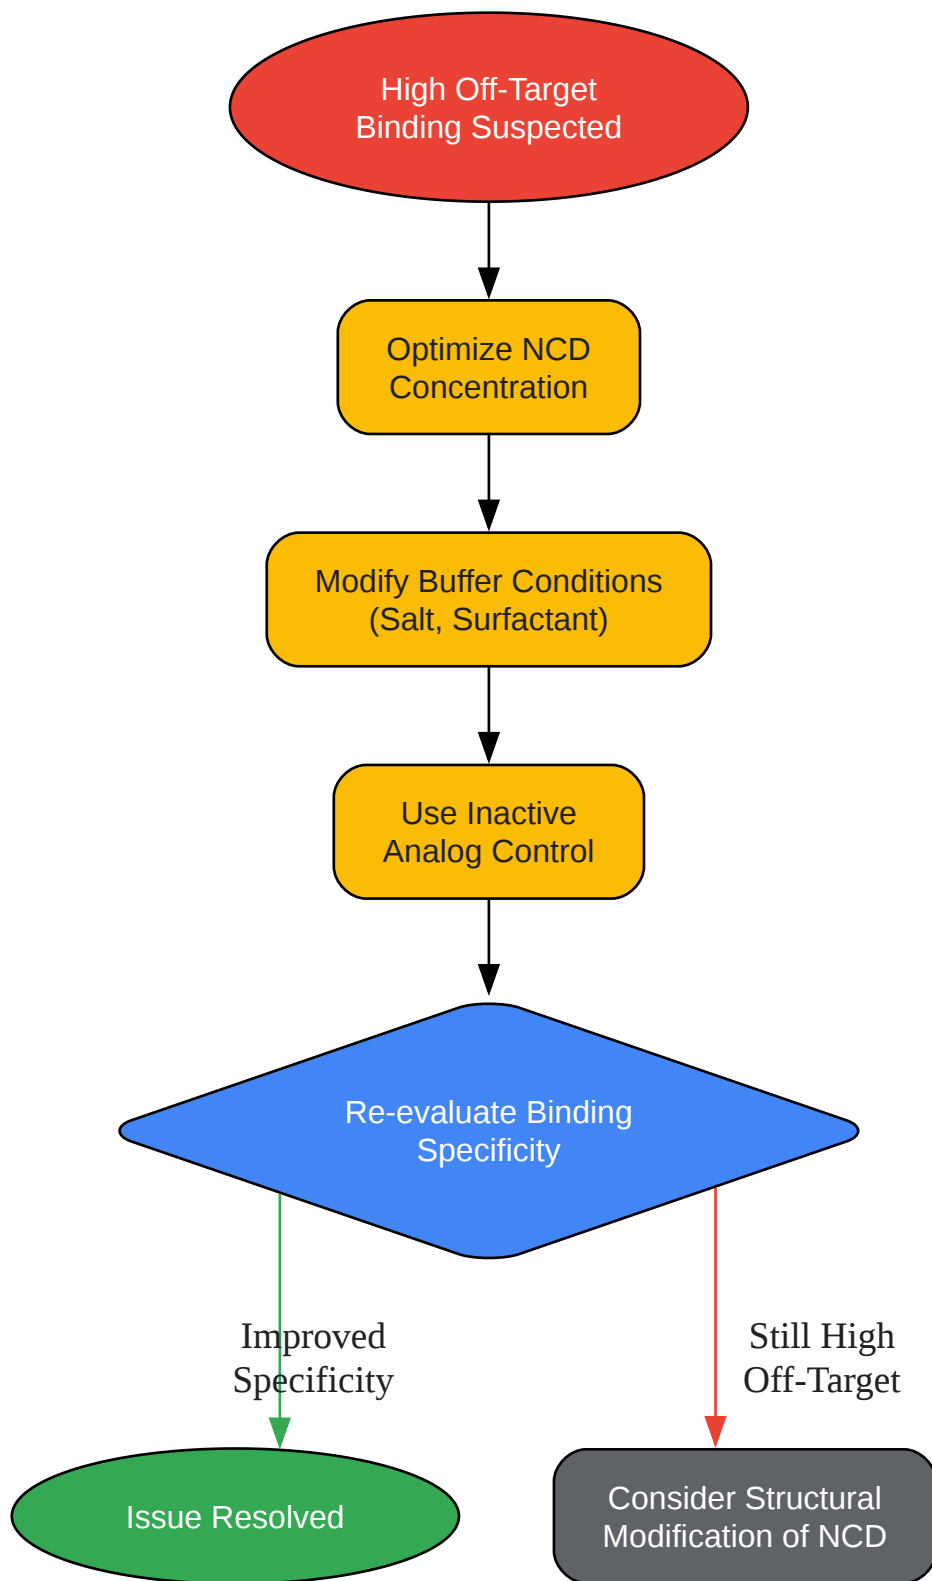 High Off-Target
Binding Suspected
Optimize NCD
Concentration
Modify Buffer Conditions
(Salt, Surfactant)
Use Inactive
Analog Control
Re-evaluate Binding
Specificity
Improved
Specificity
Still High
Off-Target
Issue Resolved
Consider Structural
Modification of NCD